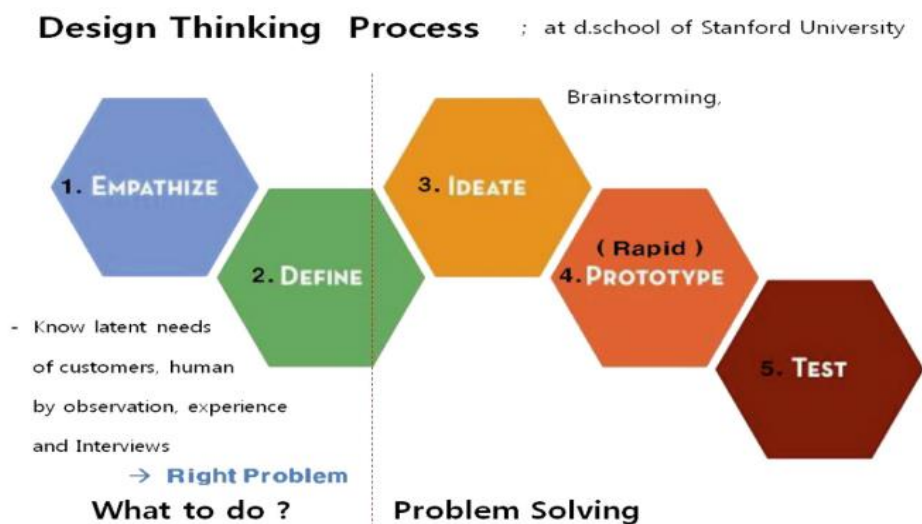 Design Thinking Process ; at d.school of Stanford University
Brainstorming,
1. EMPATHIZE
3. IDEATE
2. DEFINE
( Rapid )
4. PROTOTYPE
5. TEST
- Know latent needs
of customers, human
by observation, experience
and Interviews
→ Right Problem
What to do ?
Problem Solving